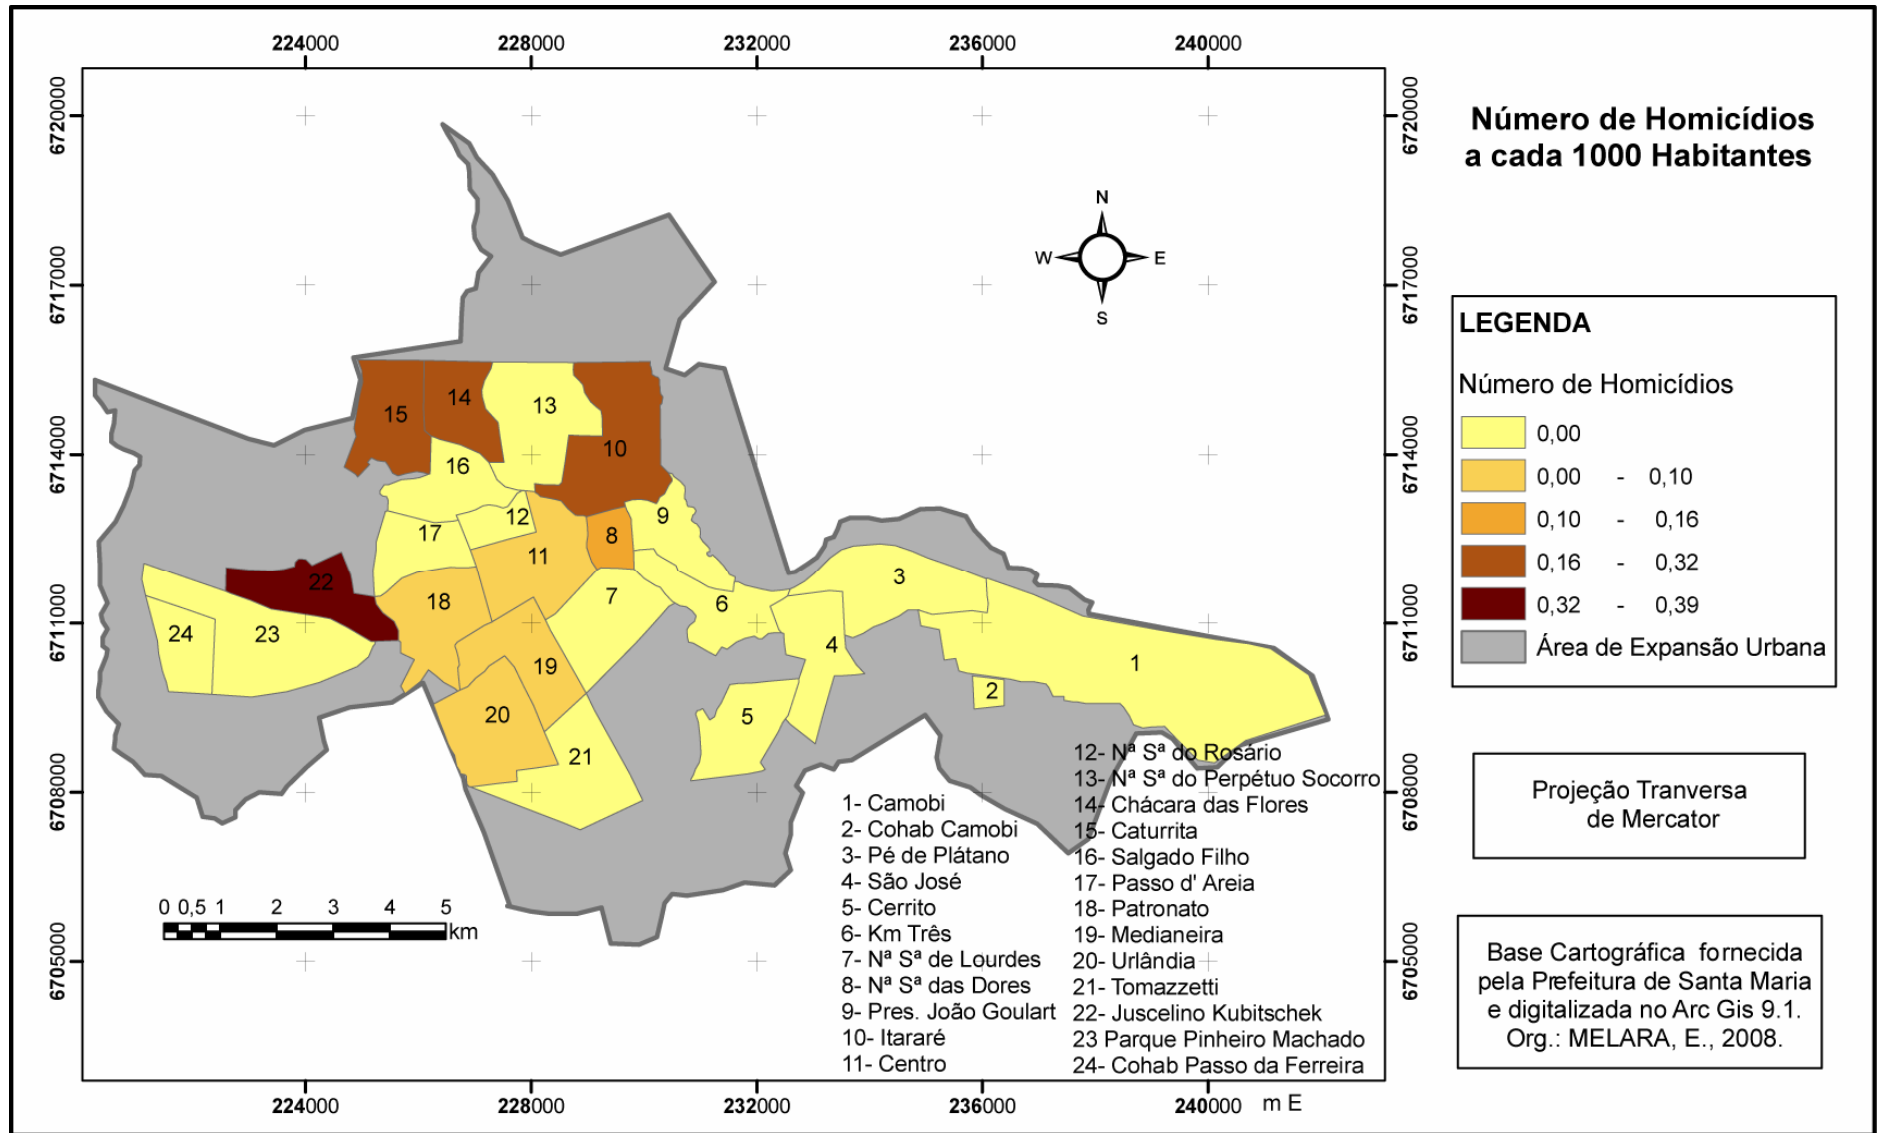 224000 228000 232000 236000 240000
6720000 6720000
6717000 6717000
6714000 6714000
6711000 6711000
6708000 6708000
6705000 6705000
224000 228000 232000 236000 240000 m E
N
W E
S
15
14
13
10
16
12
9
17
11
8
22
18
7
6
3
24
23
4
19
1
2
20
5
21
0 0,5 1 2 3 4 5
km
1- Camobi
2- Cohab Camobi
3- Pé de Plátano
4- São José
5- Cerrito
6- Km Três
7- Nª Sª de Lourdes
8- Nª Sª das Dores
9- Pres. João Goulart
10- Itararé
11- Centro
12- Nª Sª do Rosário
13- Nª Sª do Perpétuo Socorro
14- Chácara das Flores
15- Caturrita
16- Salgado Filho
17- Passo d' Areia
18- Patronato
19- Medianeira
20- Urlândia
21- Tomazzetti
22- Juscelino Kubitschek
23 Parque Pinheiro Machado
24- Cohab Passo da Ferreira
Número de Homicídios
a cada 1000 Habitantes
LEGENDA
Número de Homicídios
0,00
0,00 - 0,10
0,10 - 0,16
0,16 - 0,32
0,32 - 0,39
Área de Expansão Urbana
Projeção Tranversa
de Mercator
Base Cartográfica fornecida
pela Prefeitura de Santa Maria
e digitalizada no Arc Gis 9.1.
Org.: MELARA, E., 2008.